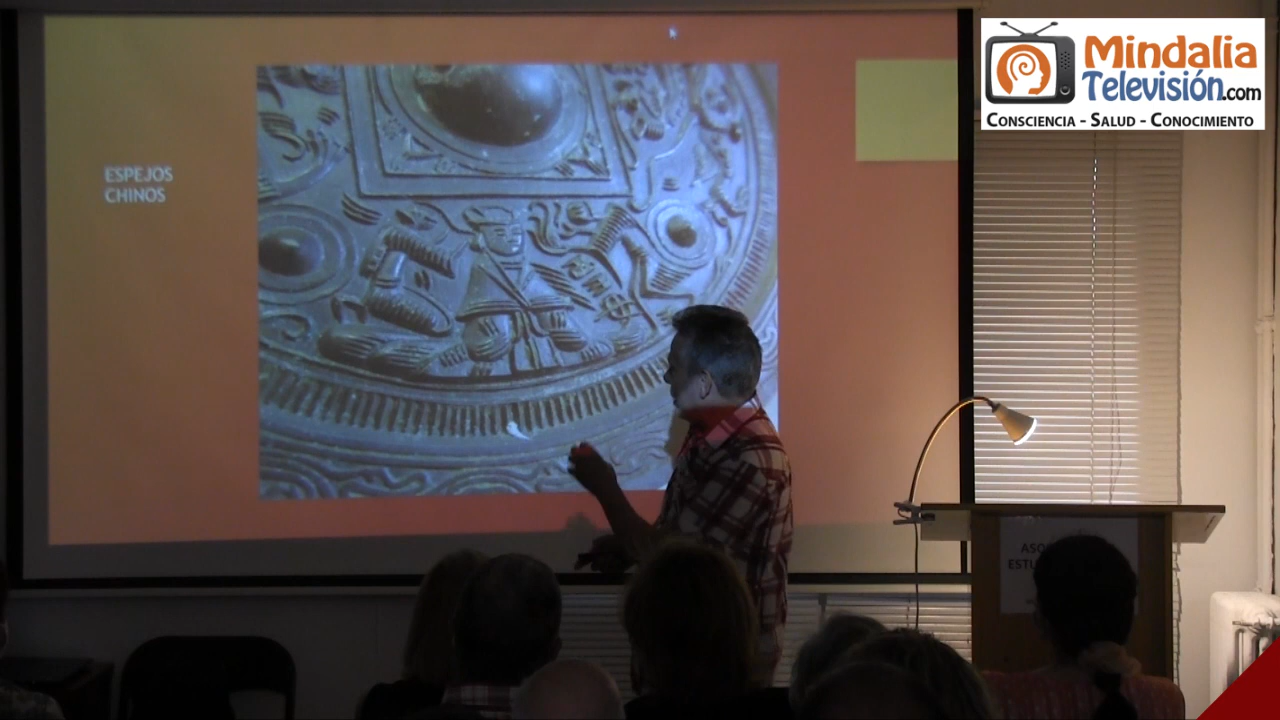 ESPEJOS
CHINOS
Mindalia
Televisión.com
CONSCIENCIA - SALUD - CONOCIMIENTO